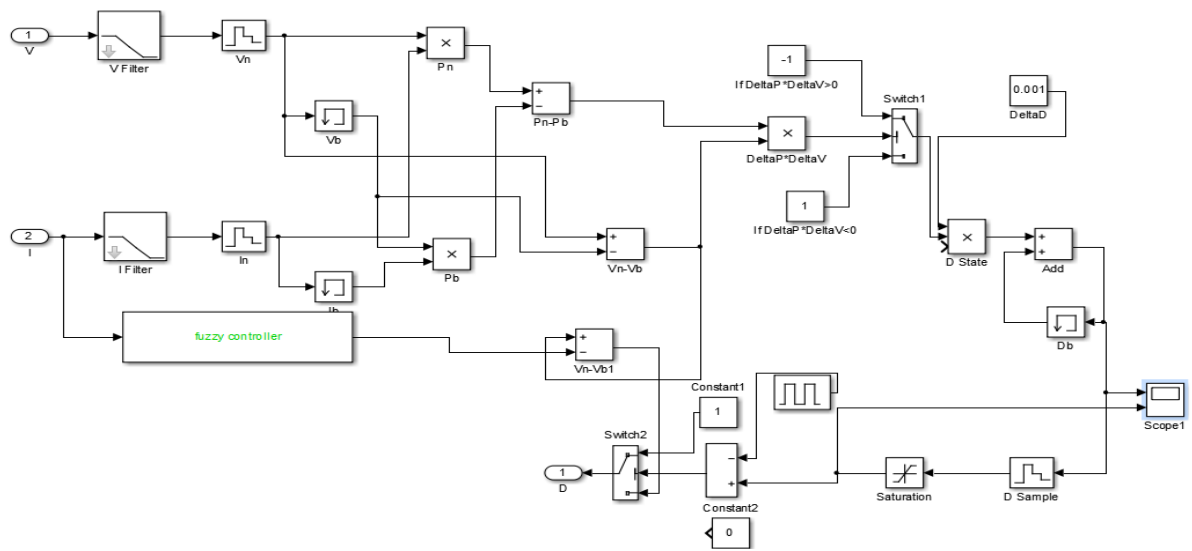 1
V
V Filter
Vn
×
Pn
+
−
Pn-Pb
Vb
-1
If DeltaP*DeltaV>0
Switch1
0.001
DeltaD
×
DeltaP*DeltaV
1
If DeltaP*DeltaV<0
2
I
I Filter
In
×
Pb
Ib
+
−
Vn-Vb
×
D State
+
+
Add
Db
fuzzy controller
+
−
Vn-Vb1
Constant1
1
Scope1
Switch2
1
D
−
+
Constant2
0
Saturation
D Sample